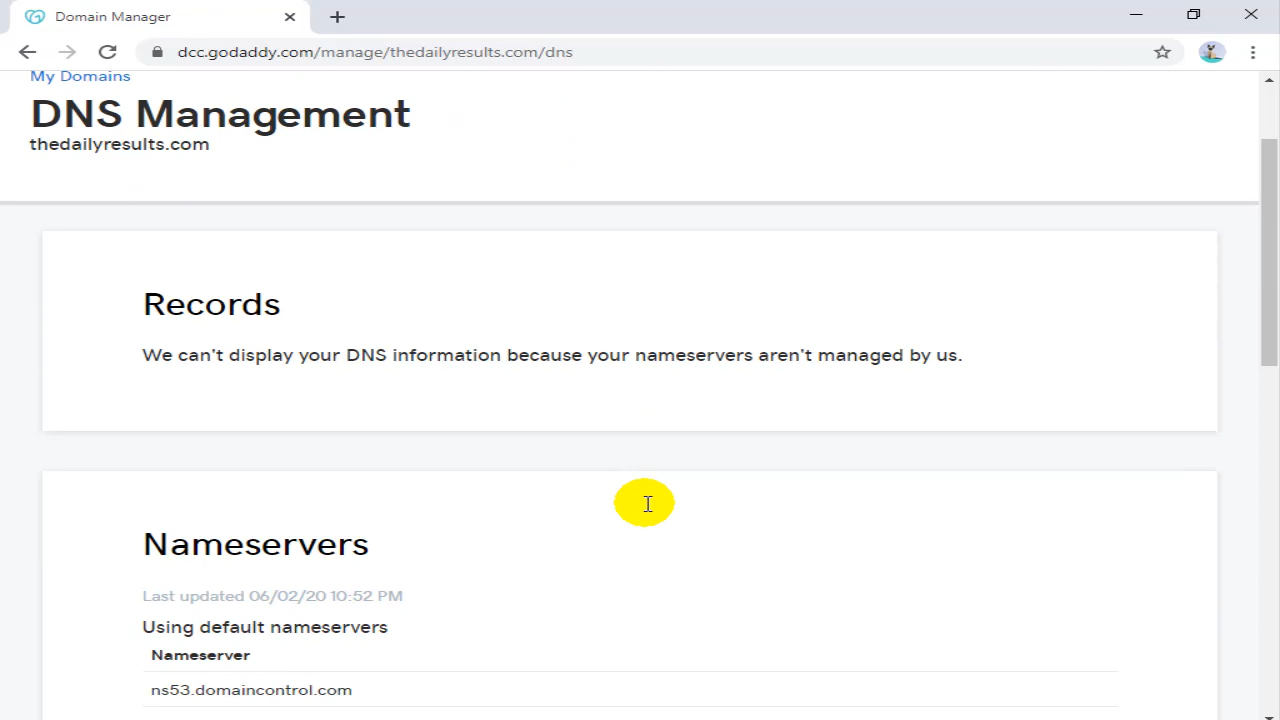 Domain Manager
dcc.godaddy.com/manage/thedailyresults.com/dns
My Domains
DNS Management
thedailyresults.com
Records
We can't display your DNS information because your nameservers aren't managed by us.
Nameservers
Last updated 06/02/20 10:52 PM
Using default nameservers
Nameserver
ns53.domaincontrol.com